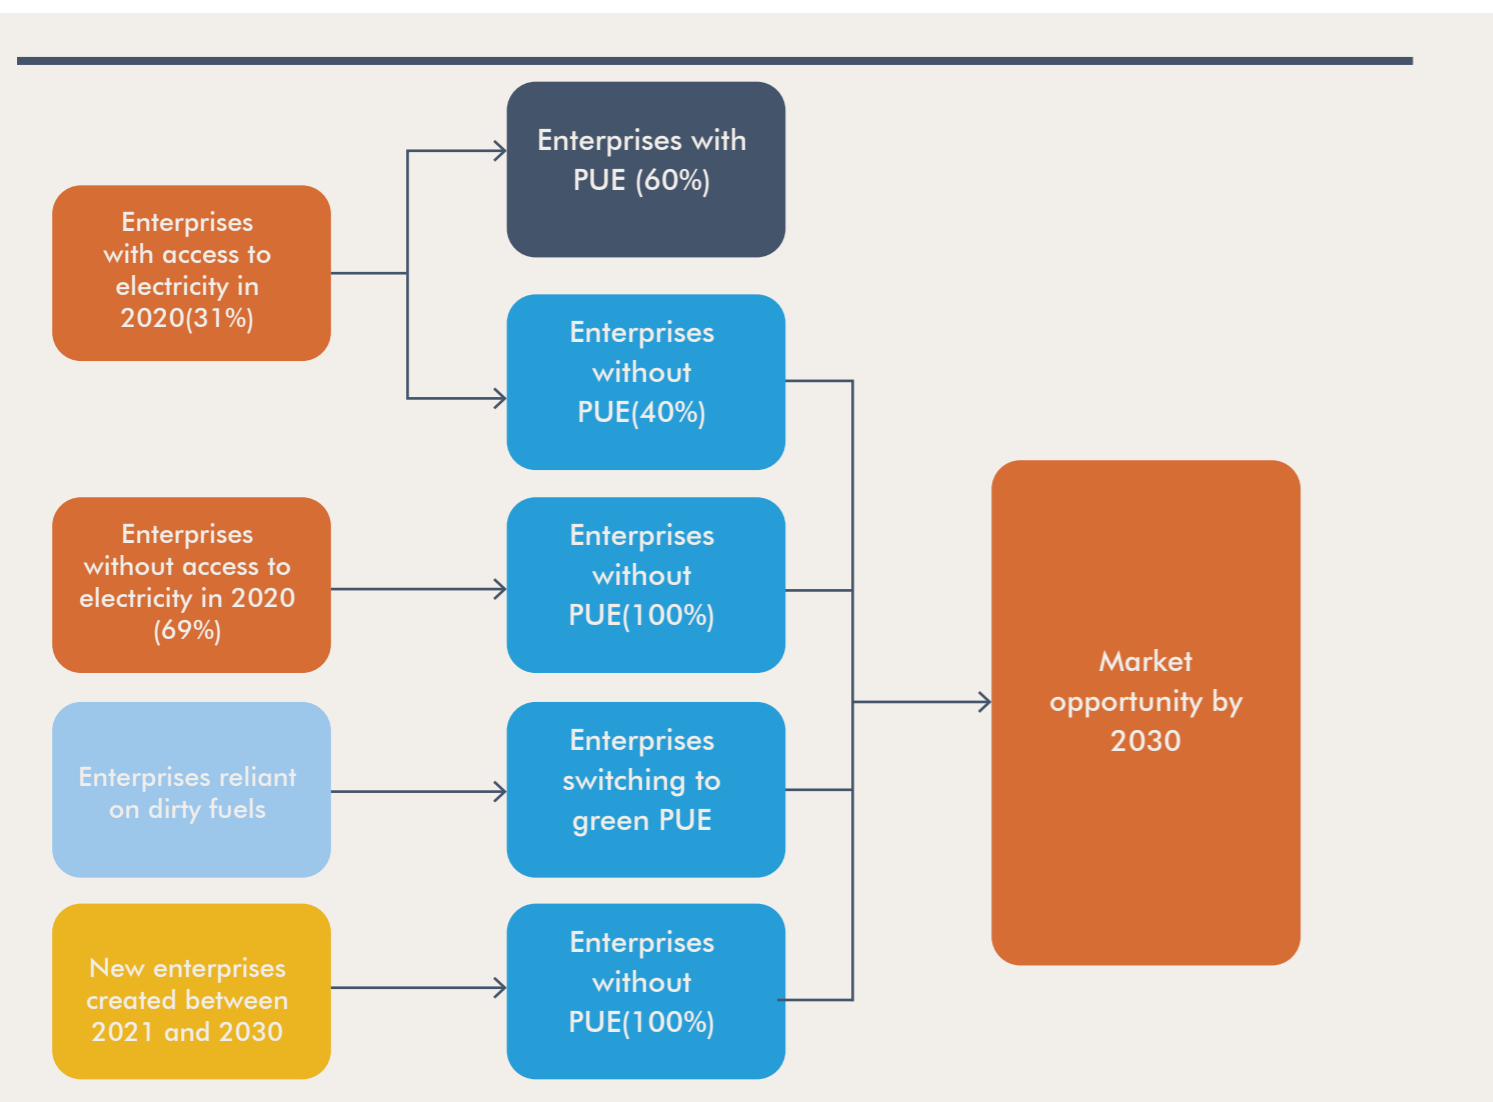 Enterprises
with access to
electricity in
2020(31%)
Enterprises with
PUE (60%)
Enterprises
without
PUE(40%)
Enterprises
without access to
electricity in 2020
(69%)
Enterprises
without
PUE(100%)
Enterprises reliant
on dirty fuels
Enterprises
switching to
green PUE
New enterprises
created between
2021 and 2030
Enterprises
without
PUE(100%)
Market
opportunity by
2030